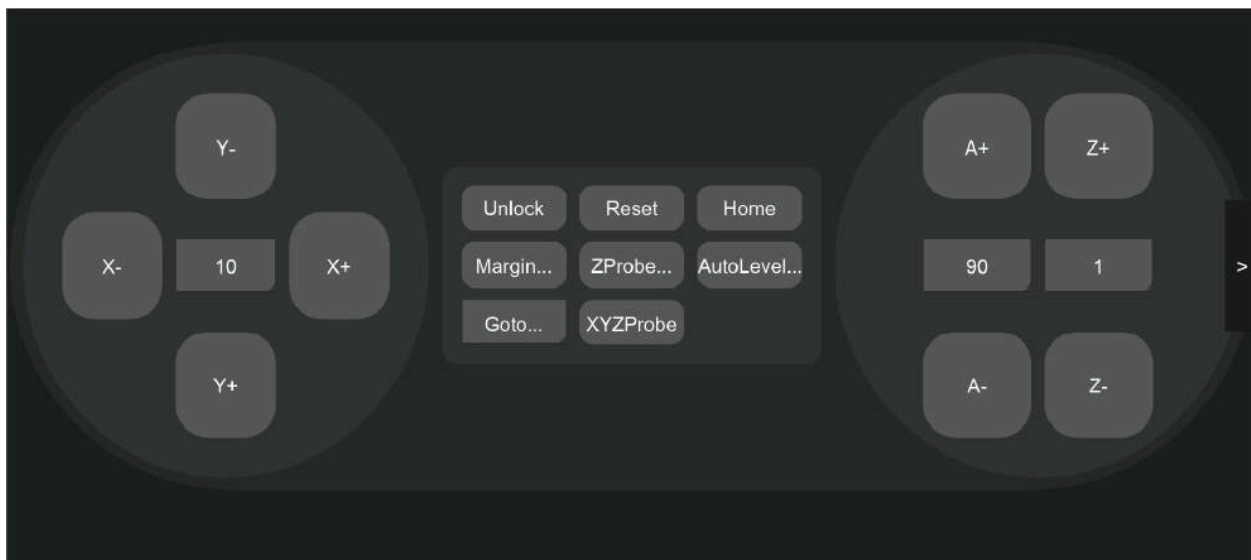 Y-
X- 10 X+
Y+
Unlock Reset Home
Margin... ZProbe... AutoLevel...
Goto... XYZProbe
A+ Z+
90 1
A- Z-
>